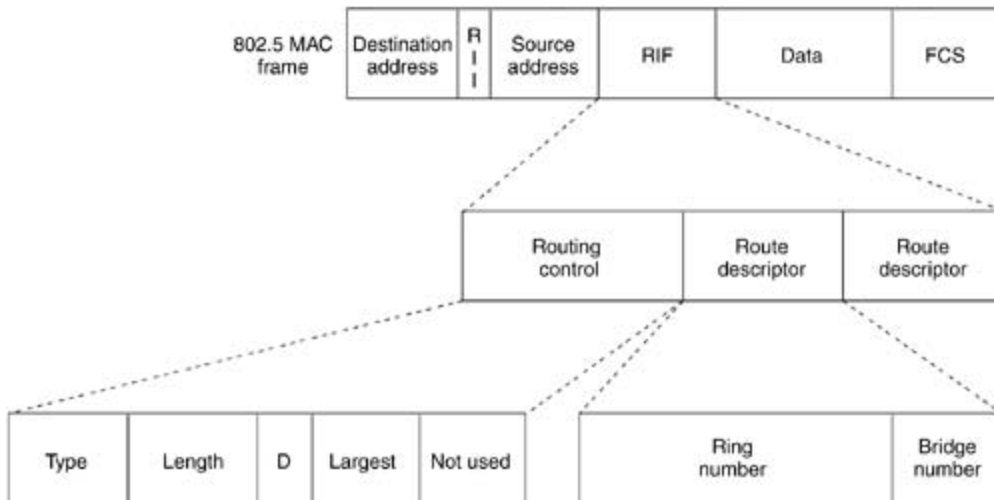 802.5 MAC
frame
Destination
address
R
I
I
Source
address
RIF
Data
FCS
Routing
control
Route
descriptor
Route
descriptor
Type
Length
D
Largest
Not used
Ring
number
Bridge
number